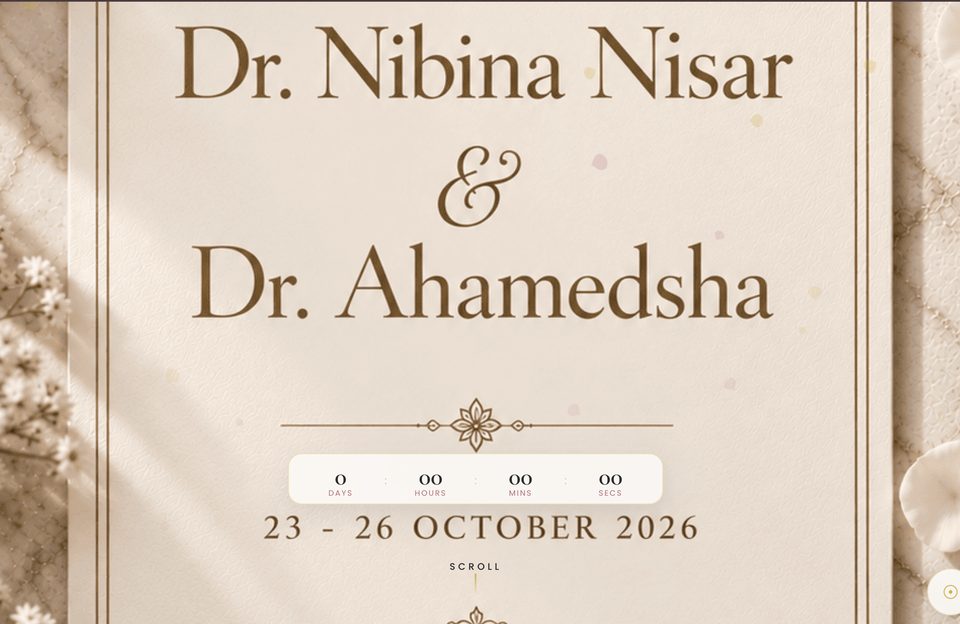 Dr. Nibina Nisar
&
Dr. Ahamedsha
0 : 00 : 00 : 00
DAYS HOURS MINS SECS
23 - 26 OCTOBER 2026
SCROLL